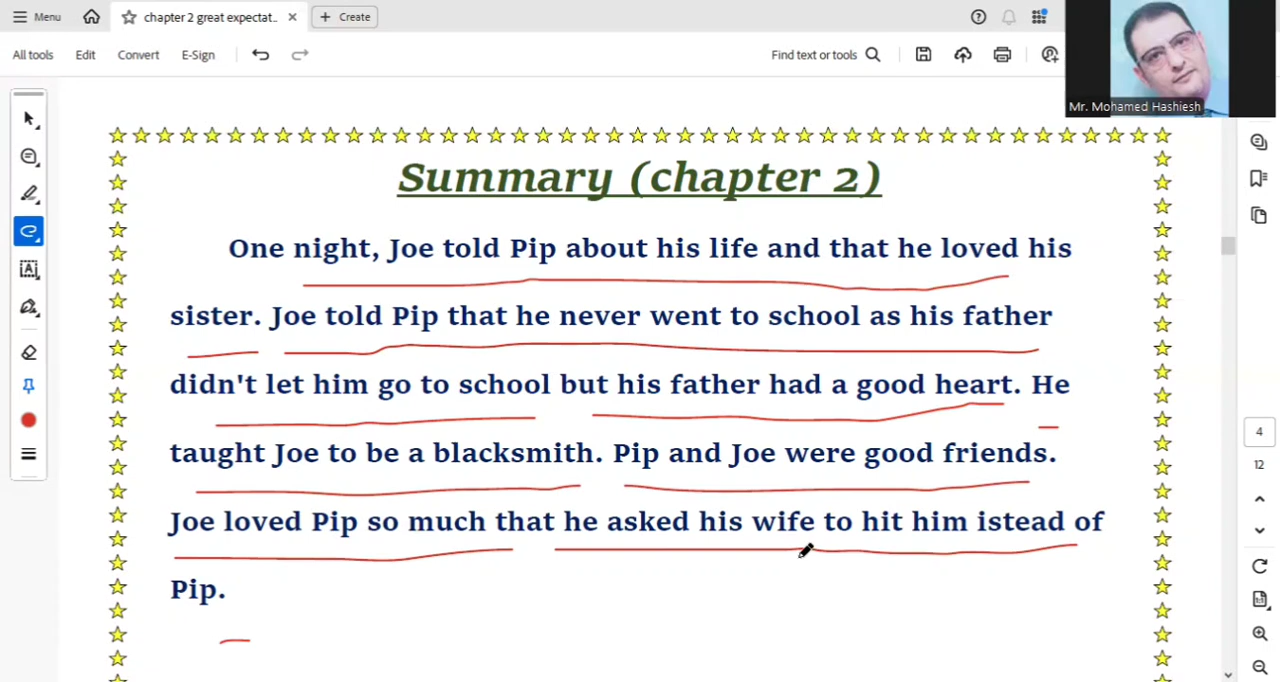 Menu
chapter 2 great expectat..
Create
All tools
Edit
Convert
E-Sign
Find text or tools
Mr. Mohamed Hashiesh
Summary (chapter 2)
One night, Joe told Pip about his life and that he loved his
sister. Joe told Pip that he never went to school as his father
didn't let him go to school but his father had a good heart. He
taught Joe to be a blacksmith. Pip and Joe were good friends.
Joe loved Pip so much that he asked his wife to hit him istead of
Pip.
4
12